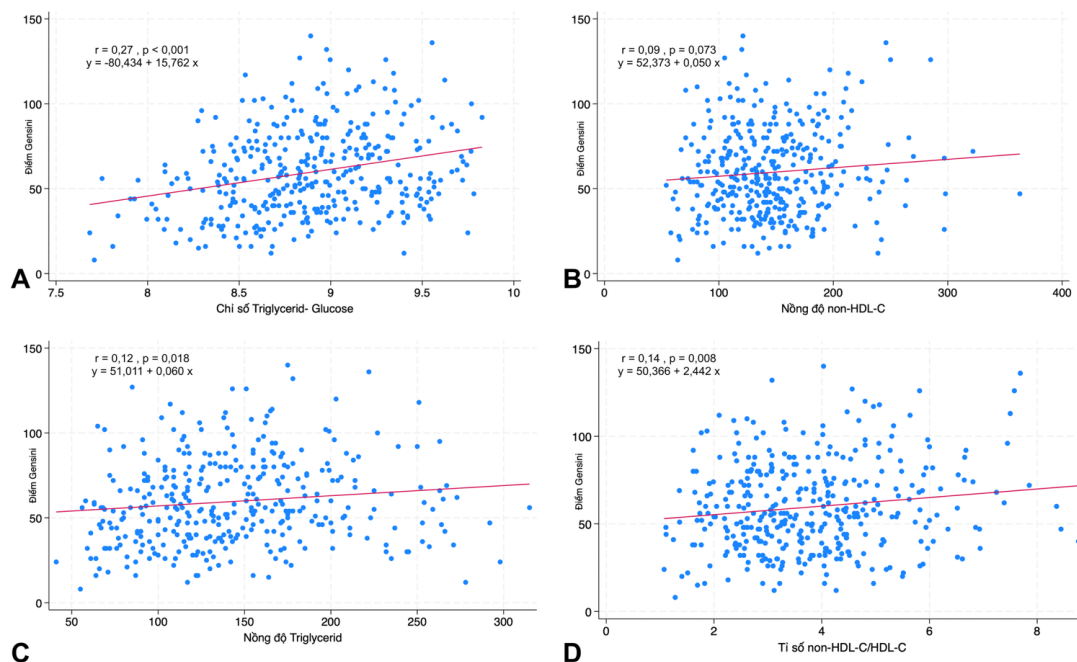 150
100
50
0
Điểm Gensini
r = 0,27 , p < 0,001
y = -80,434 + 15,762 x
7.5 8 8.5 9 9.5 10
Chỉ số Triglycerid- Glucose
A
150
100
50
0
Điểm Gensini
r = 0,09 , p = 0,073
y = 52,373 + 0,050 x
0 100 200 300 400
Nồng độ non-HDL-C
B
150
100
50
0
Điểm Gensini
r = 0,12 , p = 0,018
y = 51,011 + 0,060 x
50 100 150 200 250 300
Nồng độ Triglycerid
C
150
100
50
0
Điểm Gensini
r = 0,14 , p = 0,008
y = 50,366 + 2,442 x
0 2 4 6 8
Tỉ số non-HDL-C/HDL-C
D